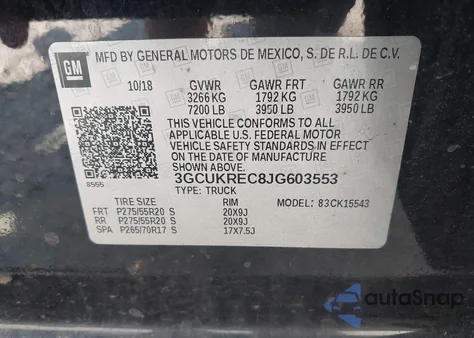 GM
MFD BY GENERAL MOTORS DE MEXICO, S. DE R.L. DE C.V.
10/18 GVWR GAWR FRT GAWR RR
3266 KG 1792 KG 1792 KG
7200 LB 3950 LB 3950 LB
THIS VEHICLE CONFORMS TO ALL
APPLICABLE U.S. FEDERAL MOTOR
VEHICLE SAFETY STANDARDS IN EFFECT
ON THE DATE OF MANUFACTURE
SHOWN ABOVE.
8555 3GCUKREC8JG603553
TYPE: TRUCK
TIRE SIZE RIM MODEL: 83CK15543
FRT P275/55R20 S 20X9J
RR P275/55R20 S 20X9J
SPA P265/70R17 S 17X7.5J
autoSnap